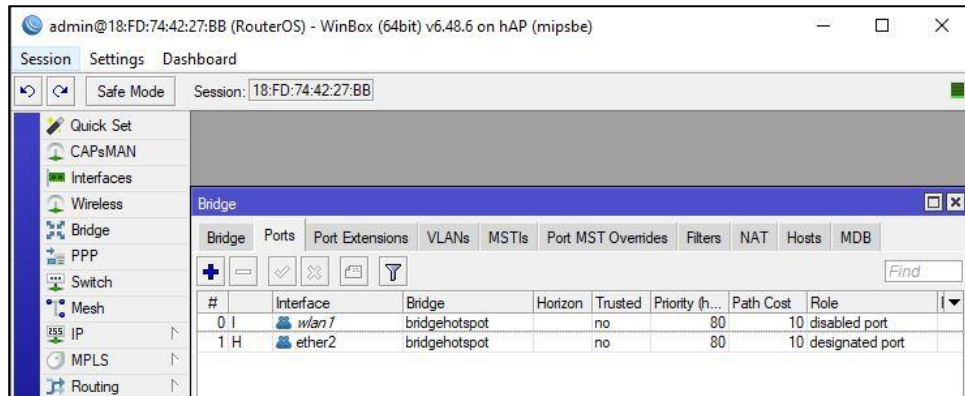 admin@18:FD:74:42:27:BB (RouterOS) - WinBox (64bit) v6.48.6 on hAP (mipsbe)
Session Settings Dashboard
Safe Mode Session: 18:FD:74:42:27:BB
Quick Set
CAPsMAN
Interfaces
Wireless
Bridge
PPP
Switch
Mesh
255 IP
MPLS
Routing
Bridge
Bridge Ports Port Extensions VLANs MSTIs Port MST Overrides Filters NAT Hosts MDB
Find
# Interface Bridge Horizon Trusted Priority (h... Path Cost Role
0 I wlan1 bridgehotspot no 80 10 disabled port
1 H ether2 bridgehotspot no 80 10 designated port